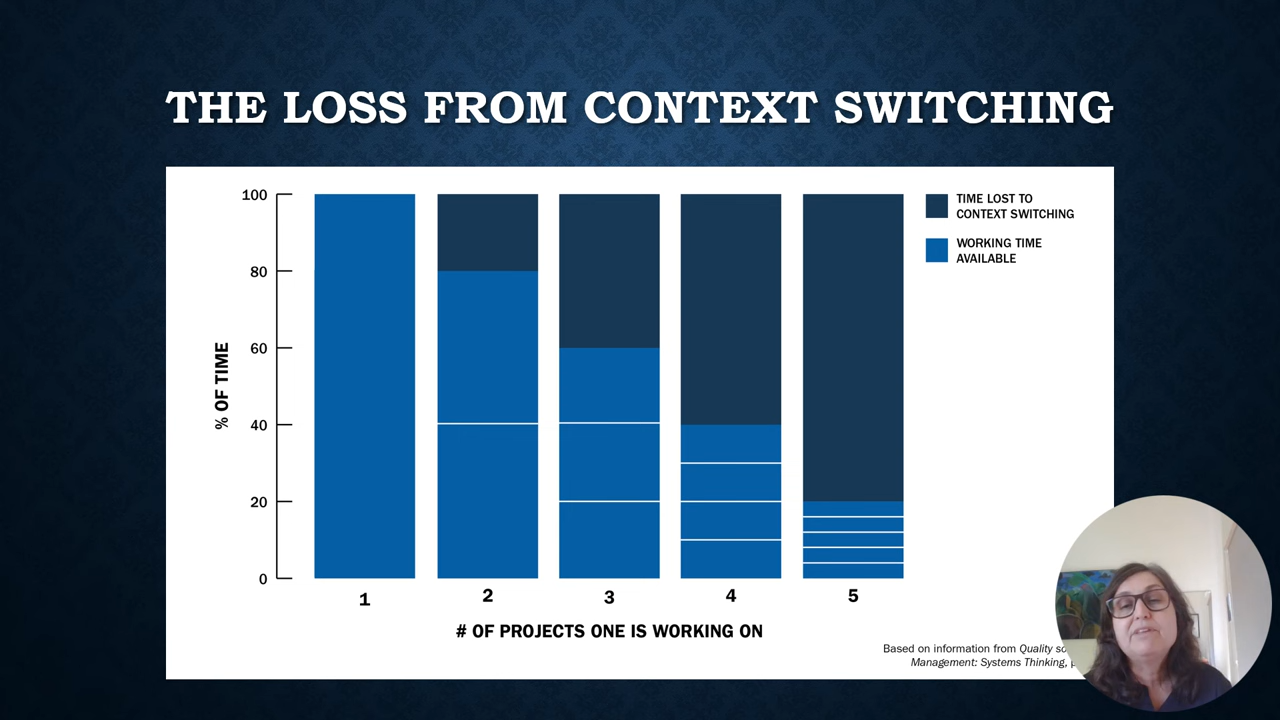 THE LOSS FROM CONTEXT SWITCHING
100
80
60
40
20
0
% OF TIME
1
2
3
4
5
# OF PROJECTS ONE IS WORKING ON
TIME LOST TO
CONTEXT SWITCHING
WORKING TIME
AVAILABLE
Based on information from Quality
Management: Systems Thinking,